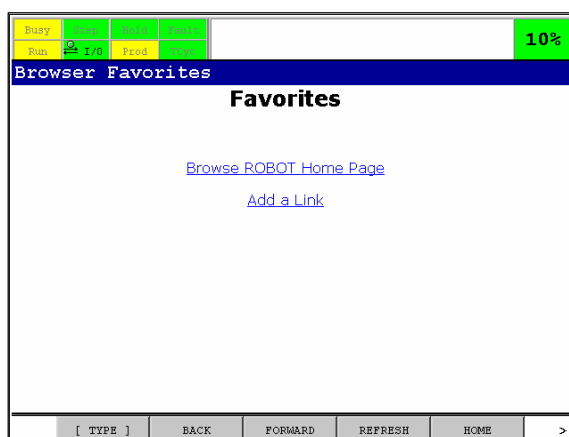 Busy Step Hold Fault
Run I/O Prod TCyc
10%
Browser Favorites
Favorites
Browse ROBOT Home Page
Add a Link
[ TYPE ] BACK FORWARD REFRESH HOME >